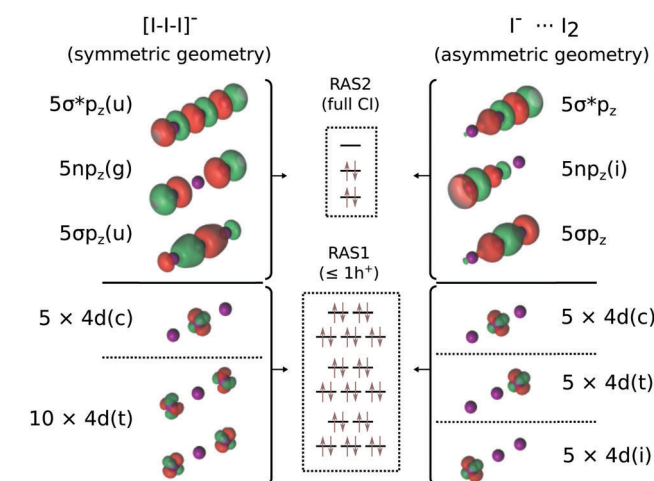 [I-I-I]⁻
(symmetric geometry)
I⁻ ⋯ I₂
(asymmetric geometry)
5σ*p_z(u)
5np_z(g)
5σp_z(u)
RAS2
(full CI)
5σ*p_z
5np_z(i)
5σp_z
RAS1
(≤ 1h⁺)
5 × 4d(c)
10 × 4d(t)
5 × 4d(c)
5 × 4d(t)
5 × 4d(i)